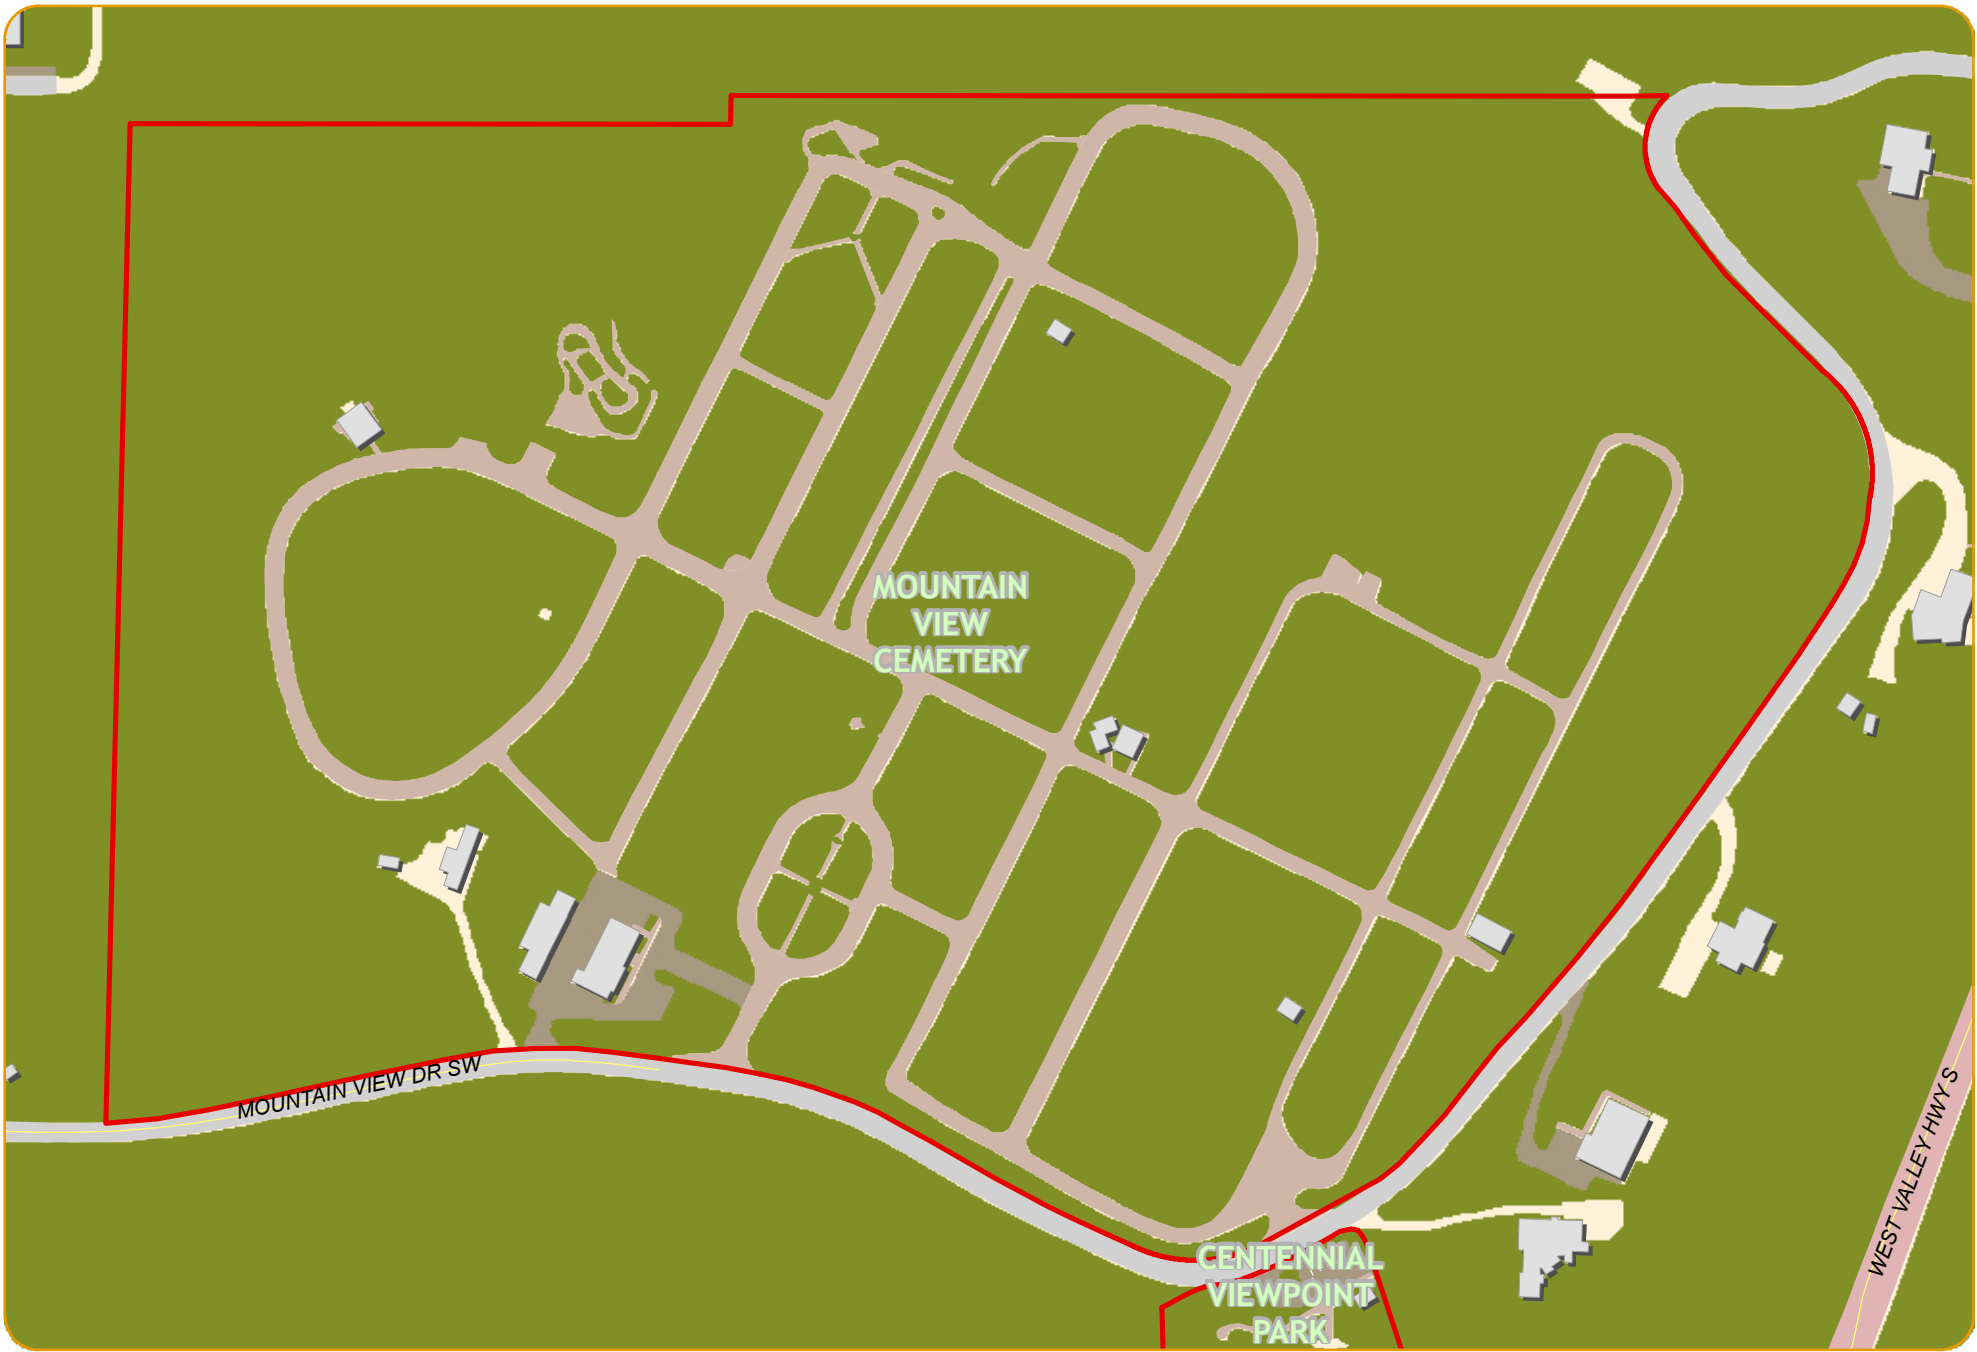 MOUNTAIN
VIEW
CEMETERY
MOUNTAIN VIEW DR SW
WEST VALLEY HWY S
CENTENNIAL
VIEWPOINT
PARK